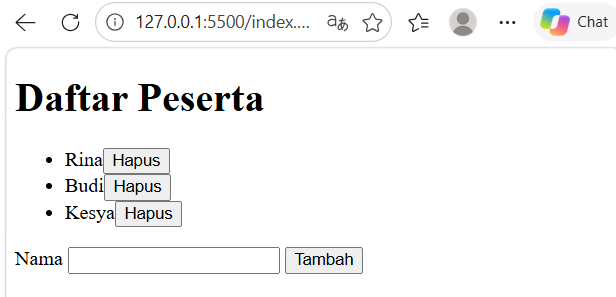 127.0.0.1:5500/index.... Chat
Daftar Peserta
• Rina Hapus
• Budi Hapus
• Kesya Hapus
Nama Tambah